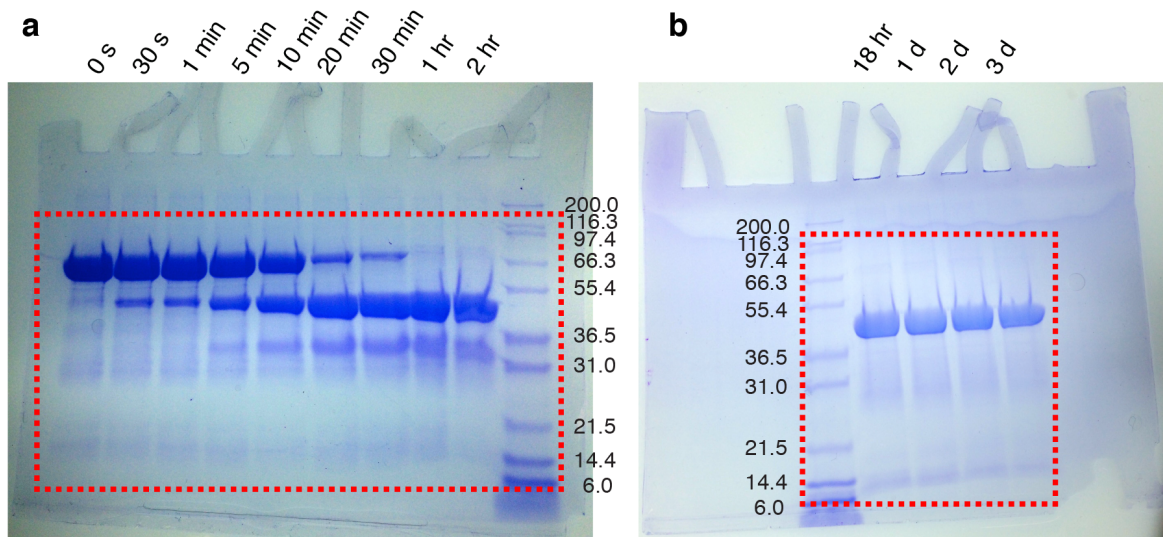 a
0 s
30 s
1 min
5 min
10 min
20 min
30 min
1 hr
2 hr
200.0
116.3
97.4
66.3
55.4
36.5
31.0
21.5
14.4
6.0
b
18 hr
1 d
2 d
3 d
200.0
116.3
97.4
66.3
55.4
36.5
31.0
21.5
14.4
6.0